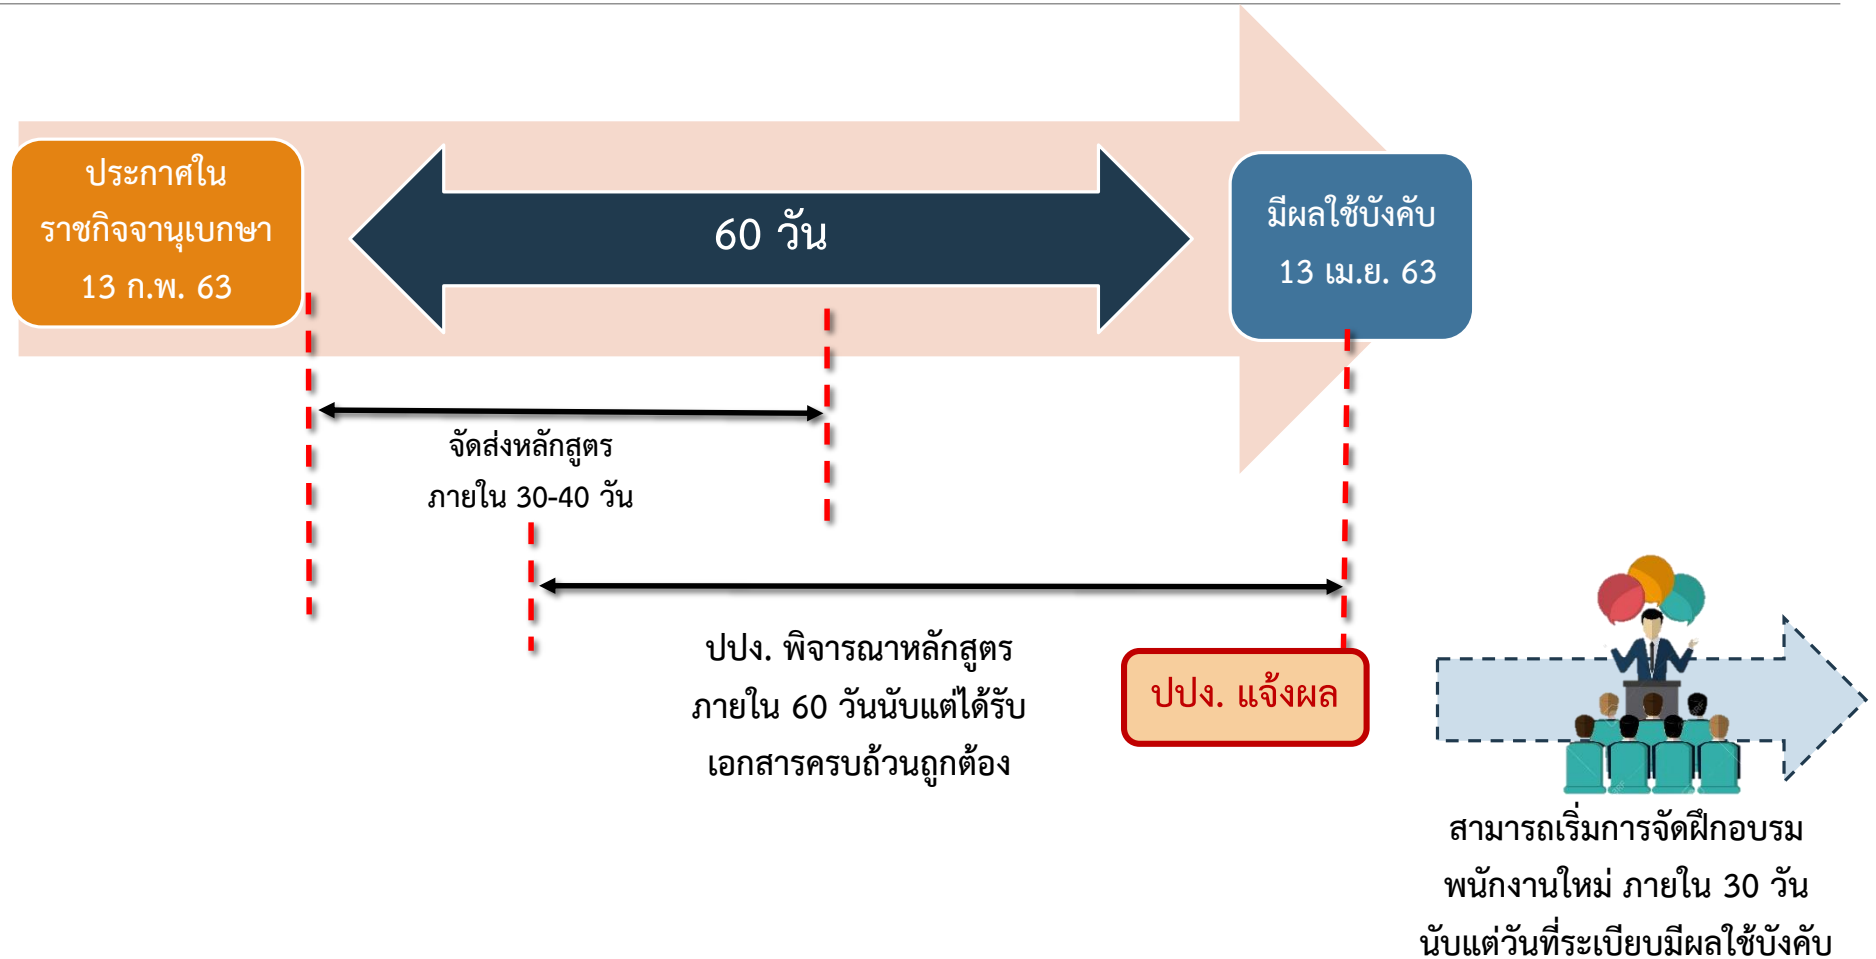 ประกาศใน
ราชกิจจานุเบกษา
13 ก.พ. 63
60 วัน
มีผลใช้บังคับ
13 เม.ย. 63
จัดส่งหลักสูตร
ภายใน 30-40 วัน
ปปง. พิจารณาหลักสูตร
ภายใน 60 วันนับแต่ได้รับ
เอกสารครบถ้วนถูกต้อง
ปปง. แจ้งผล
สามารถเริ่มการจัดฝึกอบรม
พนักงานใหม่ ภายใน 30 วัน
นับแต่วันที่ระเบียบมีผลใช้บังคับ